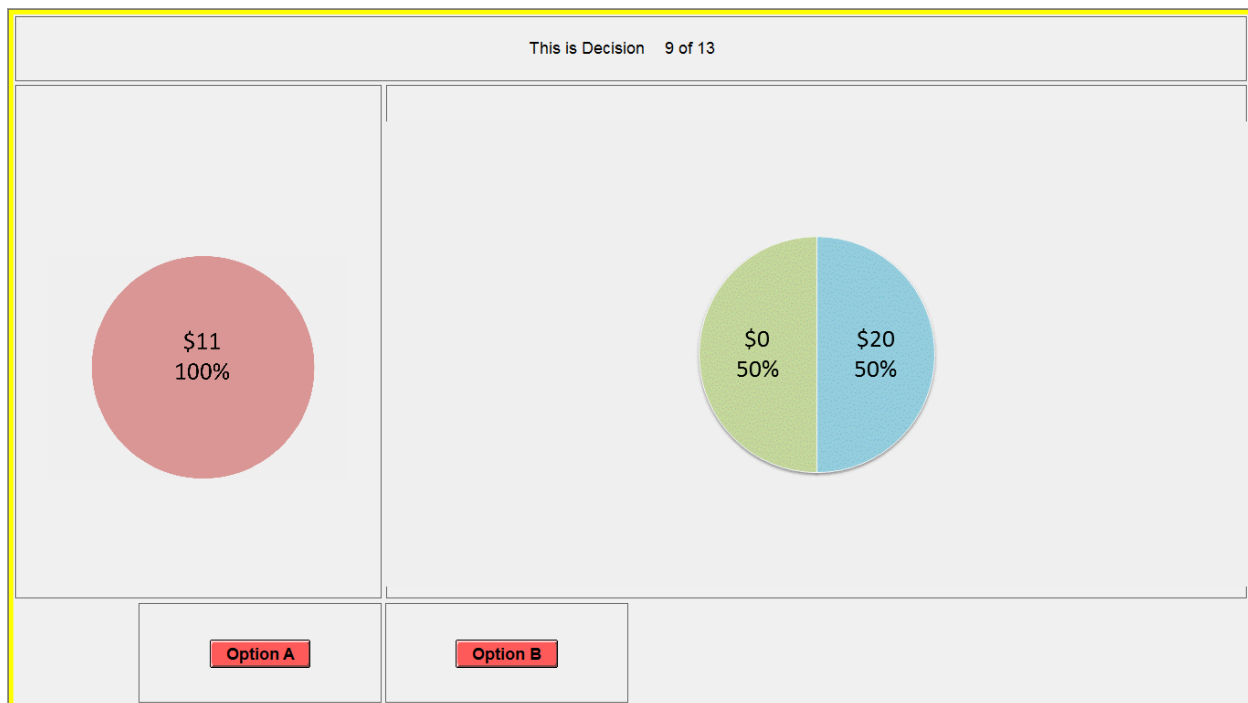 This is Decision 9 of 13
$11
100%
$0
50%
$20
50%
Option A
Option B